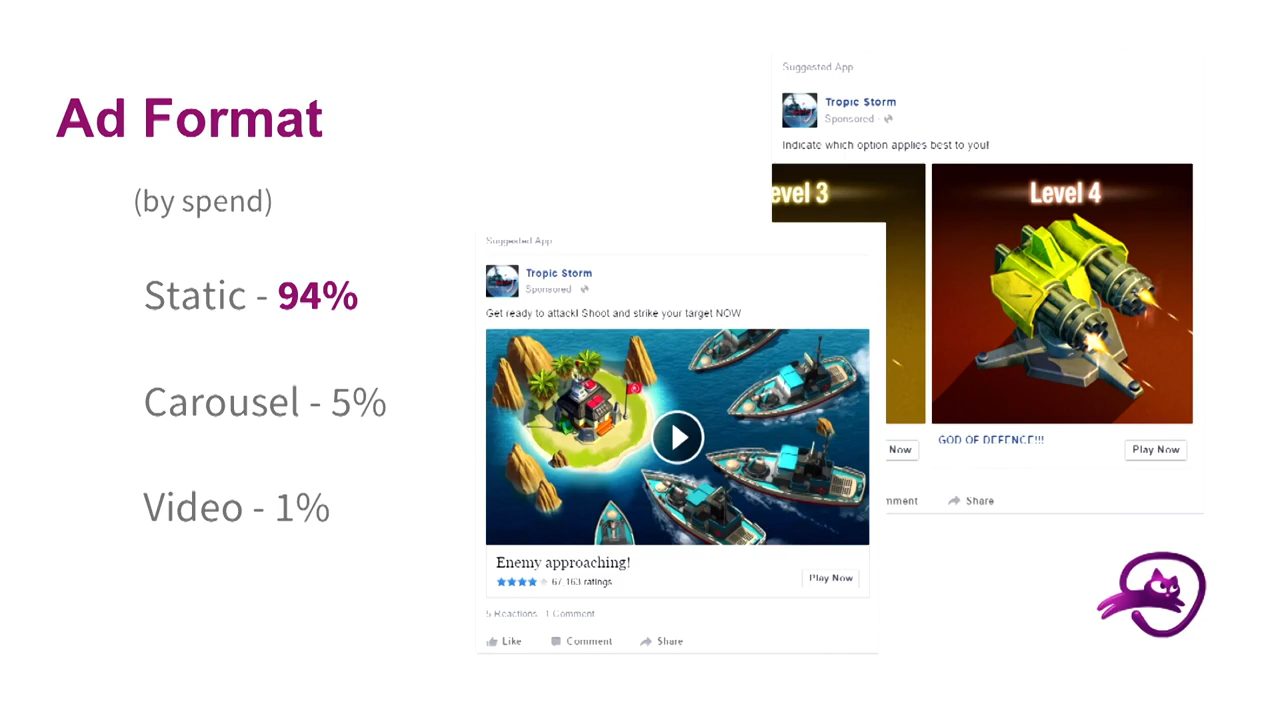 Ad Format
(by spend)
Static - 94%
Carousel - 5%
Video - 1%
Suggested App
Tropic Storm
Sponsored
Get ready to attack! Shoot and strike your target NOW
Enemy approaching!
67,163 ratings
Play Now
5 Reactions 1 Comment
Like Comment Share
Suggested App
Tropic Storm
Sponsored ·
Indicate which option applies best to you!
evel 3
Level 4
Now
GOD OF DEFENCE!!!
Play Now
mment Share